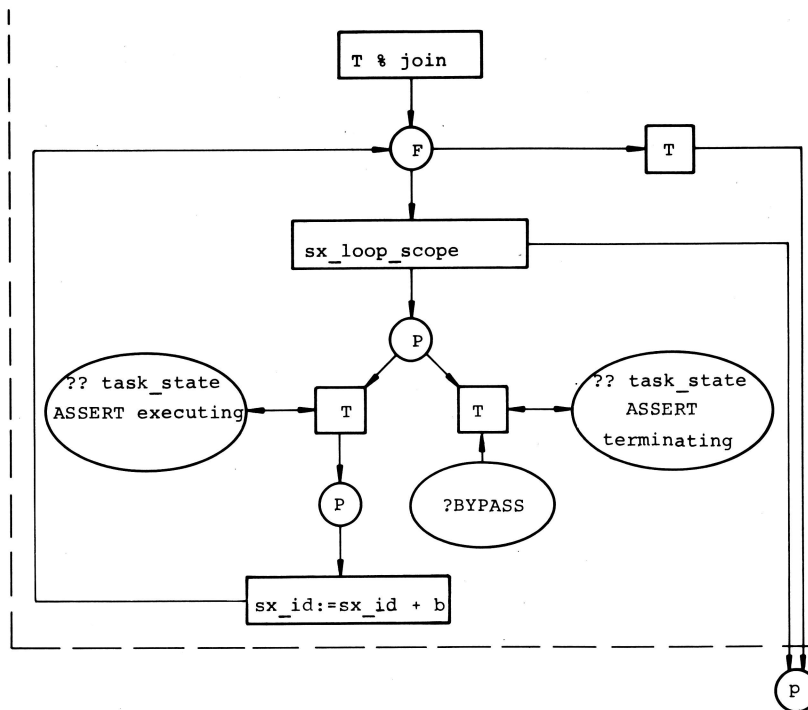 T % join
F
T
sx_loop_scope
P
?? task_state
ASSERT executing
T
T
?? task_state
ASSERT
terminating
P
?BYPASS
sx_id:=sx_id + b
p